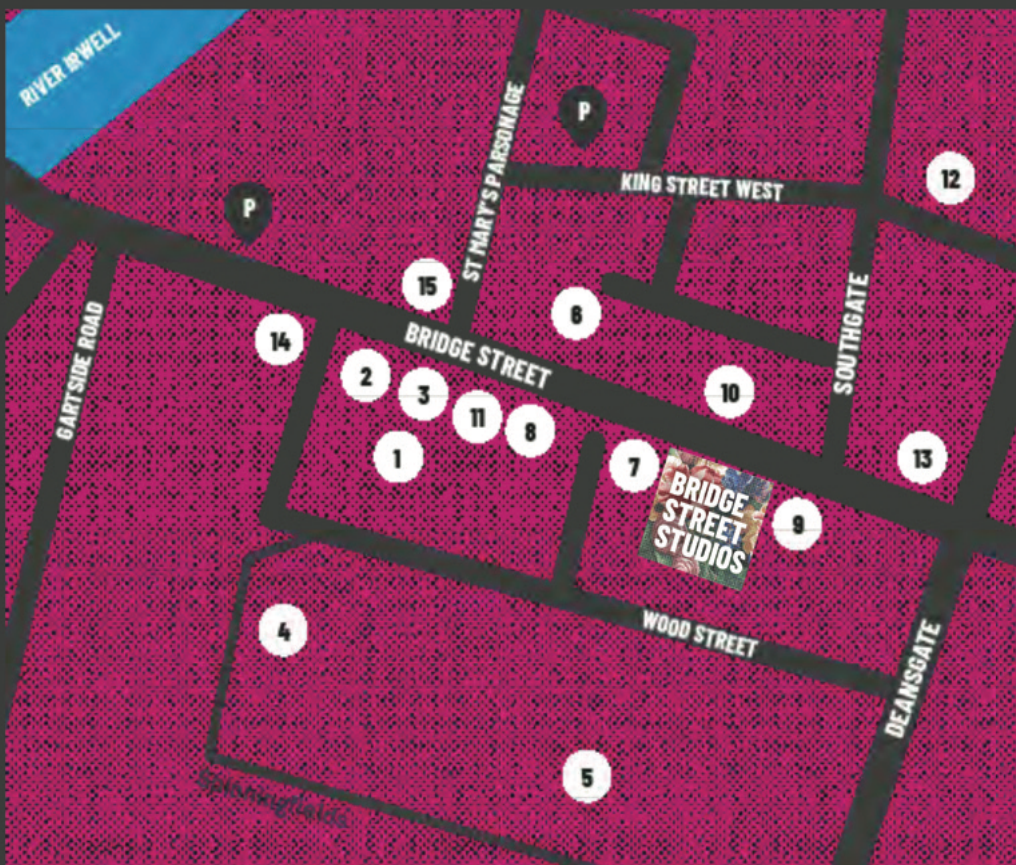 RIVER IRWELL
P
ST MARY'S PARSONAGE
KING STREET WEST
12
P
15
6
GARTSIDE ROAD
14
BRIDGE STREET
SOUTHGATE
2
3
11
8
10
1
7
13
BRIDGE
STREET
STUDIOS
9
4
WOOD STREET
DEANSGATE
5
Spinningfields